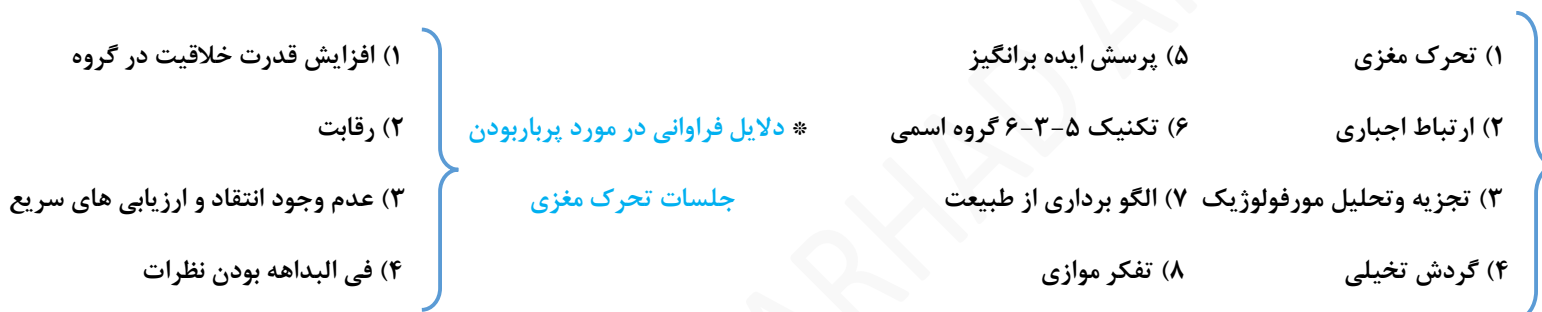 ۱) تحرک مغزی
۲) ارتباط اجباری
۳) تجزیه وتحلیل مورفولوژیک
۴) گردش تخیلی
۵) پرسش ایده برانگیز
۶) تکنیک ۵-۳-۶ گروه اسمی
۷) الگو برداری از طبیعت
۸) تفکر موازی
* دلایل فراوانی در مورد پرباربودن
جلسات تحرک مغزی
۱) افزایش قدرت خلاقیت در گروه
۲) رقابت
۳) عدم وجود انتقاد و ارزیابی های سریع
۴) فی البداهه بودن نظرات